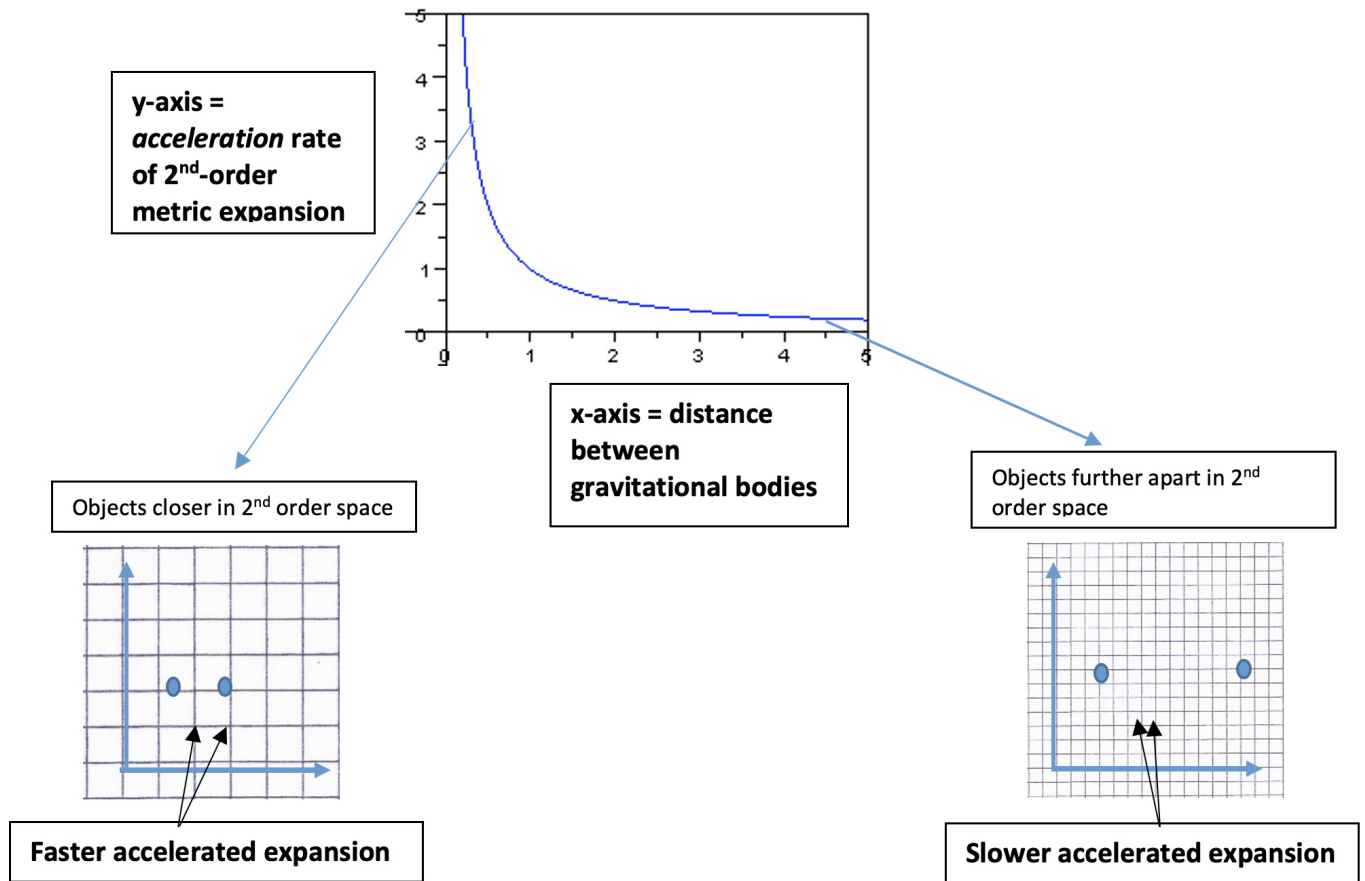 5
4
3
2
1
0
0
1
2
3
4
5
y-axis =
acceleration rate
of 2nd-order
metric expansion
x-axis = distance
between
gravitational bodies
Objects closer in 2nd order space
Objects further apart in 2nd
order space
Faster accelerated expansion
Slower accelerated expansion